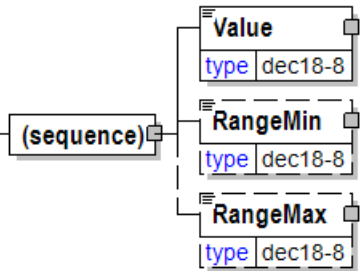 Value
type dec18-8
(sequence)
RangeMin
type dec18-8
RangeMax
type dec18-8